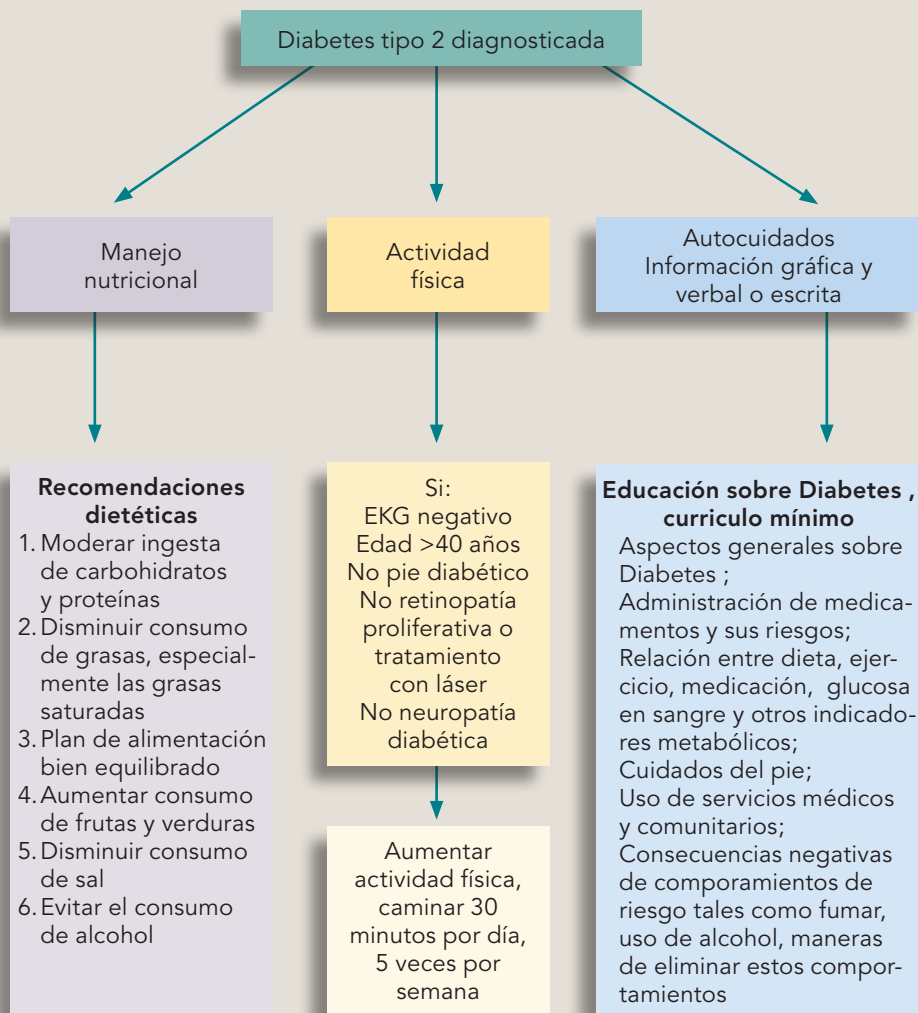 Diabetes tipo 2 diagnosticada
Manejo
nutricional
Actividad
física
Autocuidados
Información gráfica y
verbal o escrita
Recomendaciones
dietéticas
1. Moderar ingesta
de carbohidratos
y proteínas
2. Disminuir consumo
de grasas, especial-
mente las grasas
saturadas
3. Plan de alimentación
bien equilibrado
4. Aumentar consumo
de frutas y verduras
5. Disminuir consumo
de sal
6. Evitar el consumo
de alcohol
Si:
EKG negativo
Edad >40 años
No pie diabético
No retinopatía
proliferativa o
tratamiento
con láser
No neuropatía
diabética
Aumentar
actividad física,
caminar 30
minutos por día,
5 veces por
semana
Educación sobre Diabetes ,
curriculo mínimo
Aspectos generales sobre
Diabetes ;
Administración de medica-
mentos y sus riesgos;
Relación entre dieta, ejer-
cicio, medicación, glucosa
en sangre y otros indicado-
res metabólicos;
Cuidados del pie;
Uso de servicios médicos
y comunitarios;
Consecuencias negativas
de comporamientos de
riesgo tales como fumar,
uso de alcohol, maneras
de eliminar estos compor-
tamientos